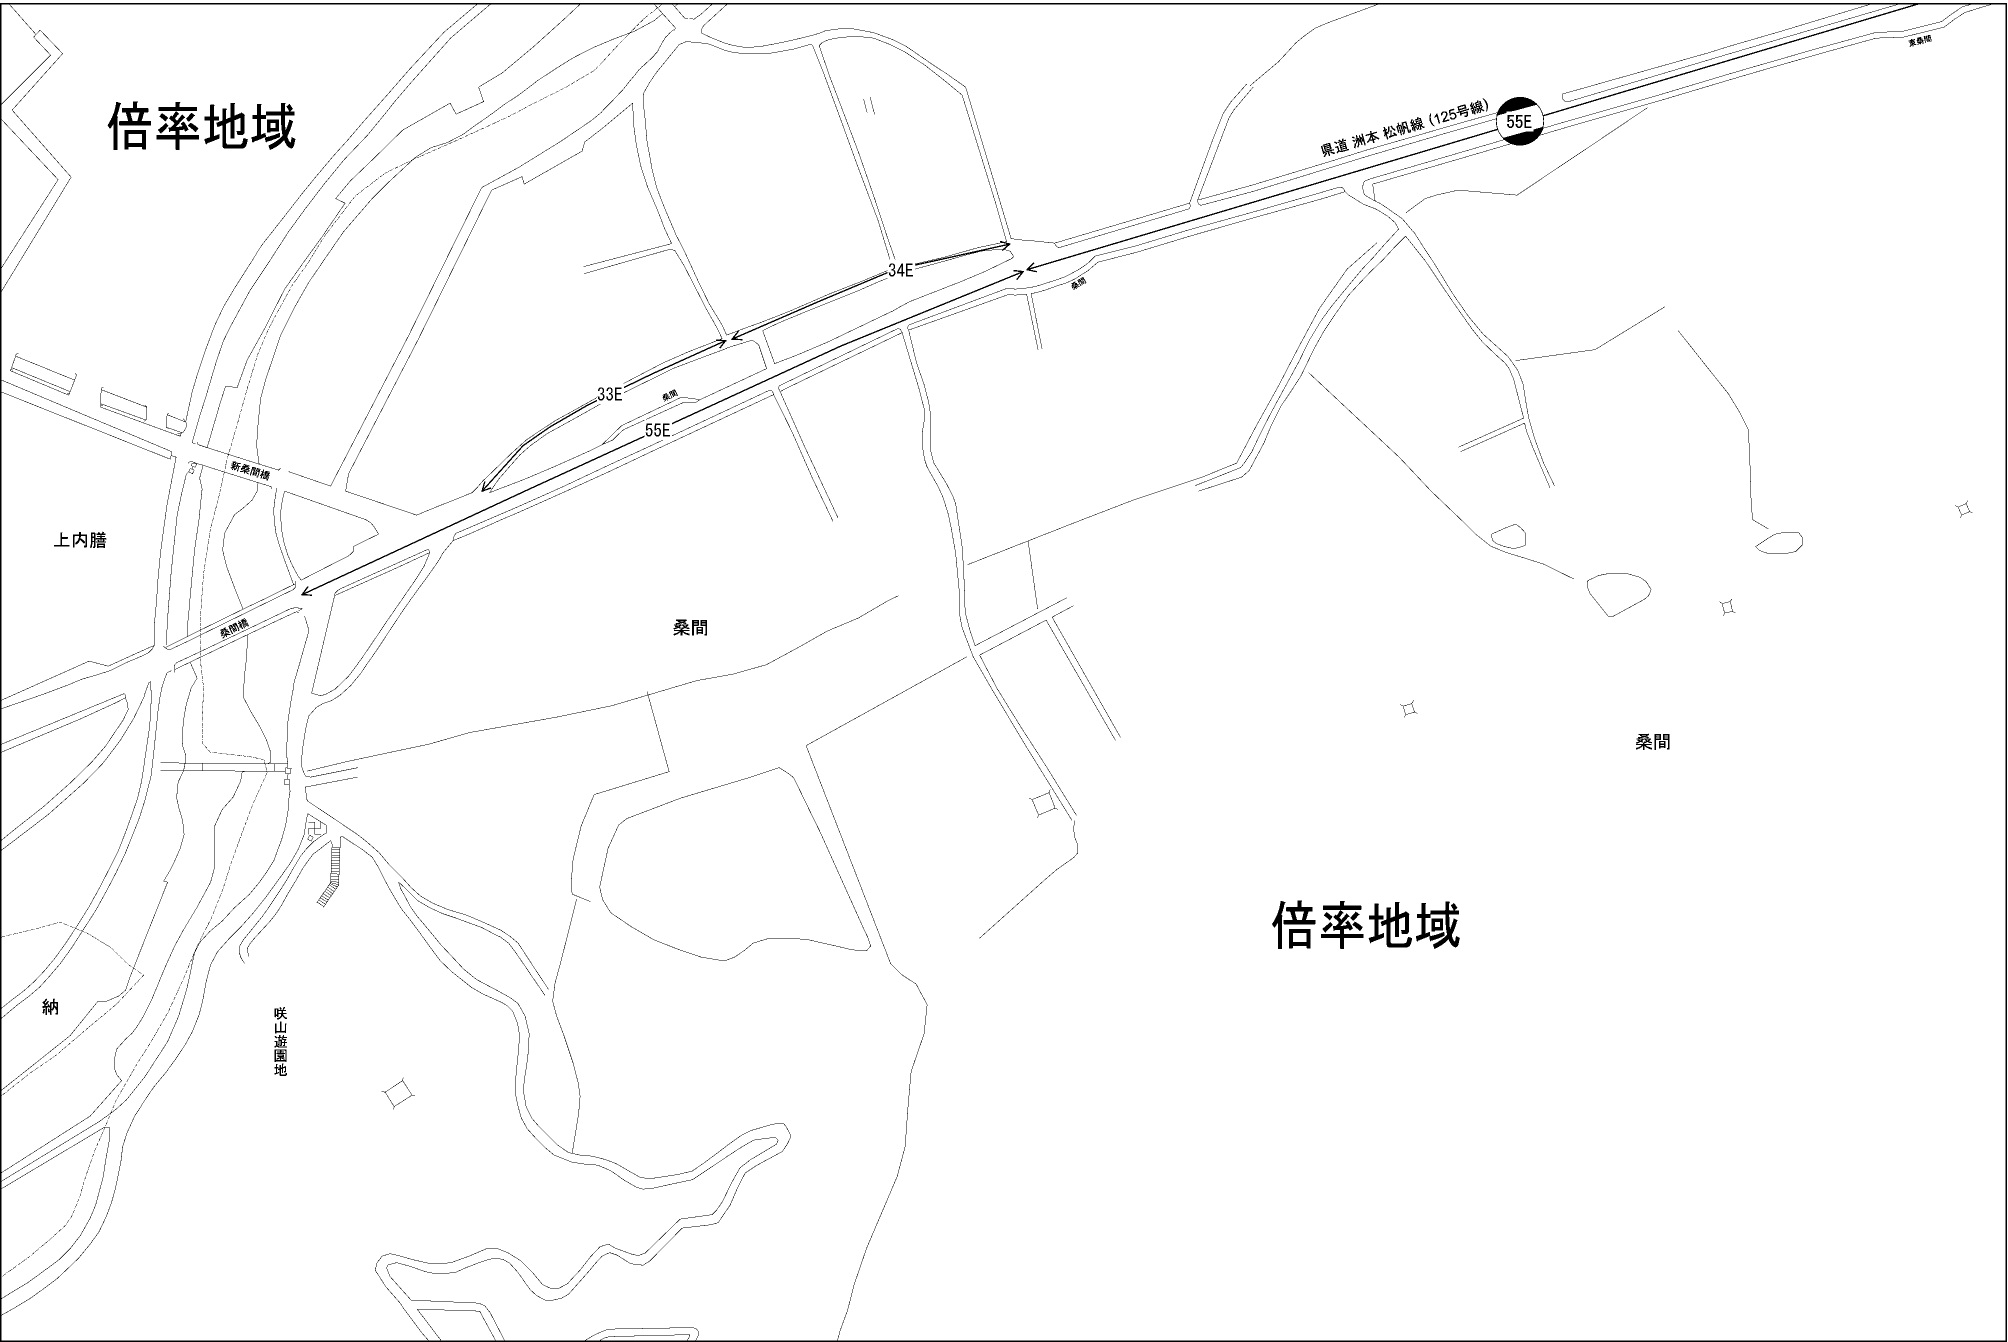 東桑間
倍率地域
県道 洲本 松帆線 (125号線)
55E
34E
桑間
33E
桑間
55E
新桑間橋
上内膳
桑間橋
桑間
桑間
倍率地域
納
咲山遊園地